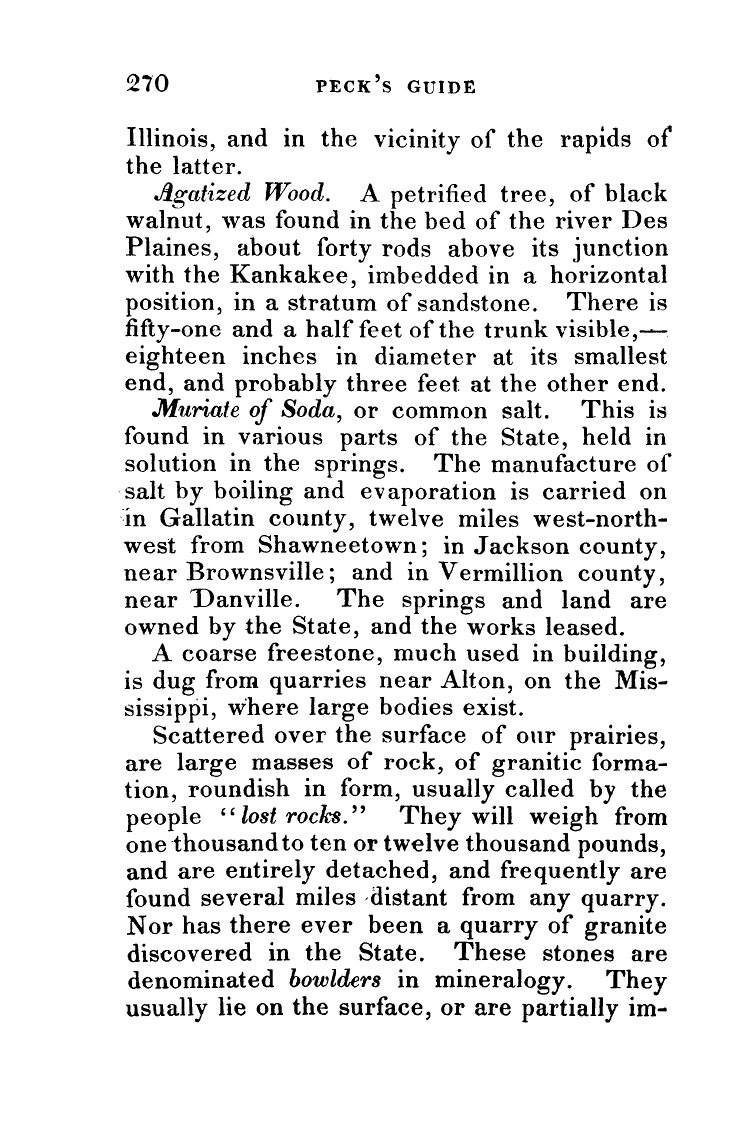 270 PECK'S GUIDE
Illinois, and in the vicinity of the rapids of
the latter.
Agatized Wood. A petrified tree, of black
walnut, was found in the bed of the river Des
Plaines, about forty rods above its junction
with the Kankakee, imbedded in a horizontal
position, in a stratum of sandstone. There is
fifty-one and a half feet of the trunk visible,—
eighteen inches in diameter at its smallest
end, and probably three feet at the other end.
Muriate of Soda, or common salt. This is
found in various parts of the State, held in
solution in the springs. The manufacture of
salt by boiling and evaporation is carried on
in Gallatin county, twelve miles west-north-
west from Shawneetown; in Jackson county,
near Brownsville; and in Vermillion county,
near Danville. The springs and land are
owned by the State, and the works leased.
A coarse freestone, much used in building,
is dug from quarries near Alton, on the Mis-
sissippi, where large bodies exist.
Scattered over the surface of our prairies,
are large masses of rock, of granitic forma-
tion, roundish in form, usually called by the
people "lost rocks." They will weigh from
one thousand to ten or twelve thousand pounds,
and are entirely detached, and frequently are
found several miles distant from any quarry.
Nor has there ever been a quarry of granite
discovered in the State. These stones are
denominated bowlders in mineralogy. They
usually lie on the surface, or are partially im-